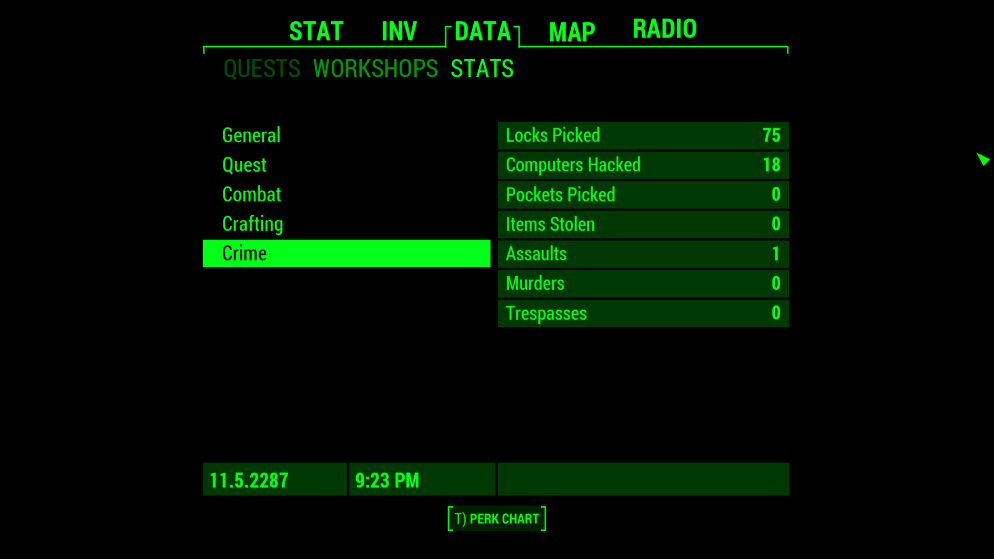 STAT INV DATA MAP RADIO
QUESTS WORKSHOPS STATS
General
Quest
Combat
Crafting
Crime
Locks Picked 75
Computers Hacked 18
Pockets Picked 0
Items Stolen 0
Assaults 1
Murders 0
Trespasses 0
11.5.2287 9:23 PM
T) PERK CHART